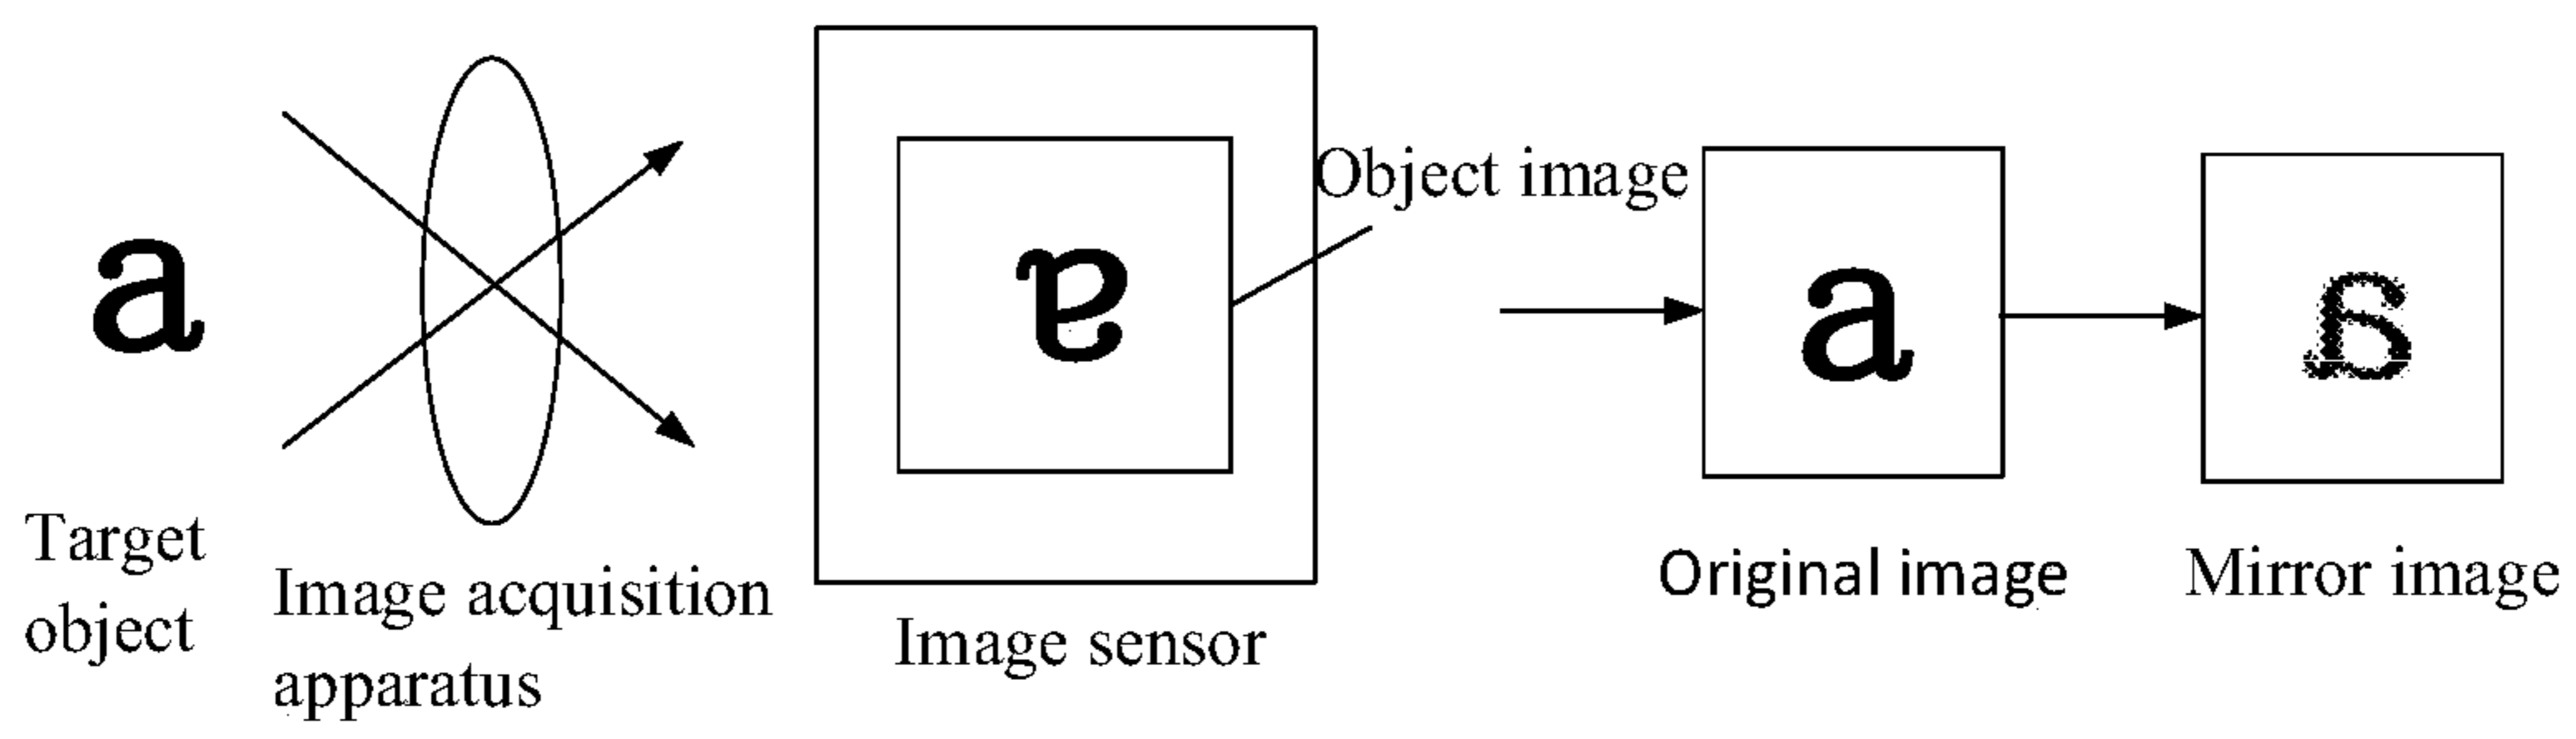 a
Target
object
Image acquisition
apparatus
ɐ
Object image
Image sensor
a
Original image
Mirror image